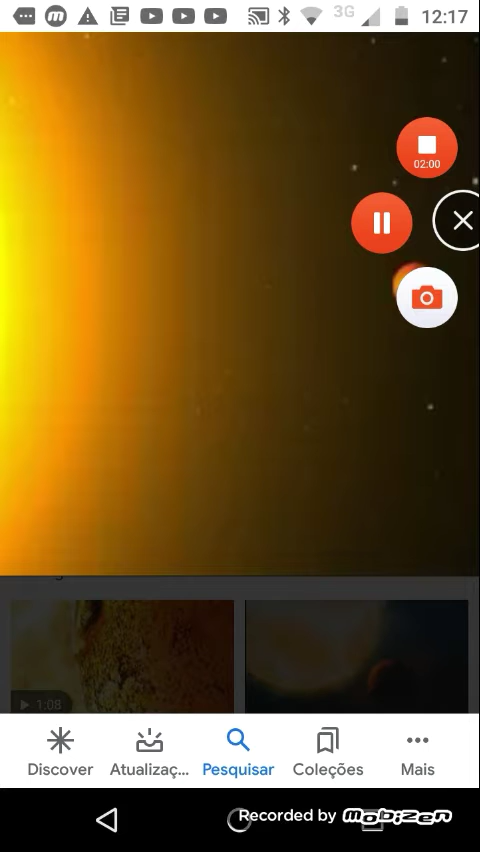 3G 12:17
02:00
1:08
Discover Atualizaç... Pesquisar Coleções Mais
Recorded by Mobizen